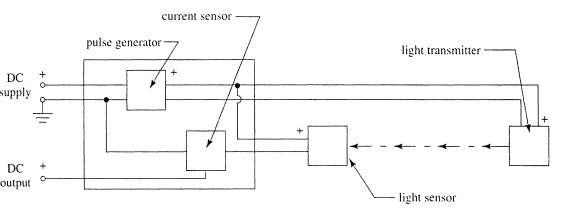 current sensor
pulse generator
light transmitter
DC
supply
+
+
+
+
DC
output
+
light sensor